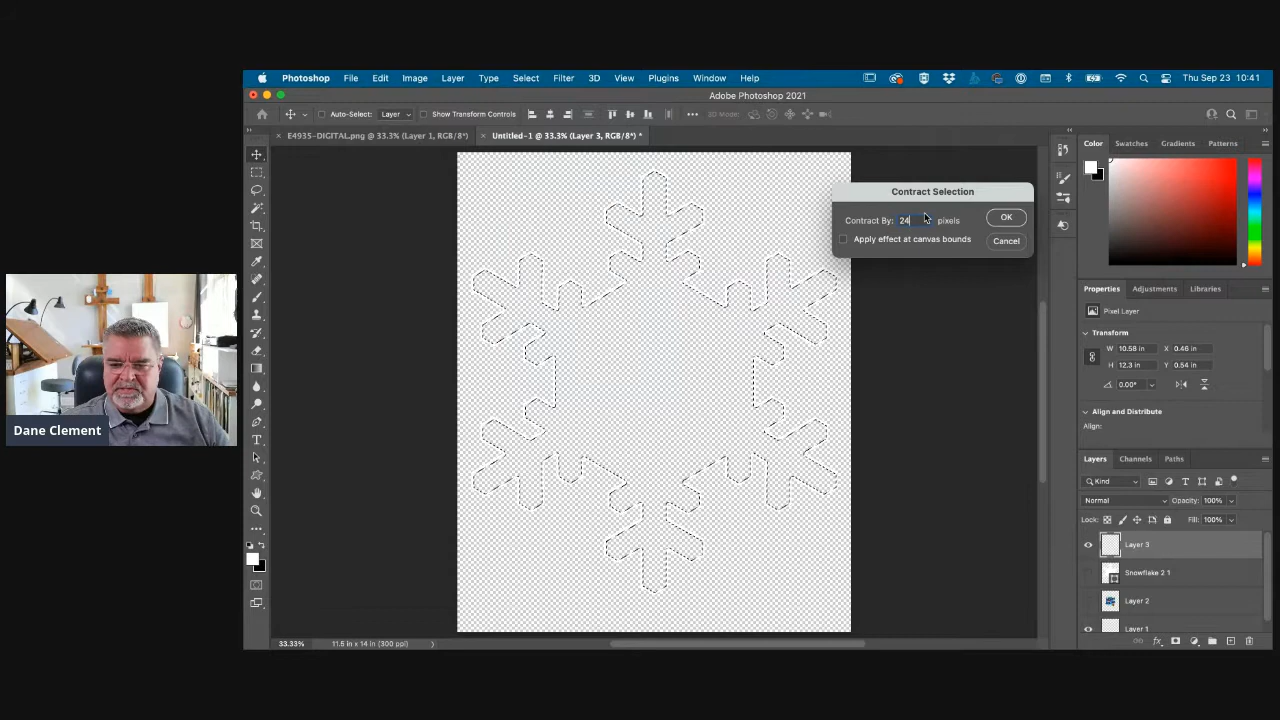 Photoshop File Edit Image Layer Type Select Filter 3D View Plugins Window Help Thu Sep 23 10:41
Adobe Photoshop 2021
Auto-Select: Layer Show Transform Controls 3D Mode:
E4935-DIGITAL.png @ 33.3% (Layer 1, RGB/8*) Untitled-1 @ 33.3% (Layer 3, RGB/8*) *
Color Swatches Gradients Patterns
Contract Selection
Contract By: 24 pixels OK
Apply effect at canvas bounds Cancel
Properties Adjustments Libraries
Pixel Layer
Transform
W 10.58 in X 0.46 in
H 12.3 in Y 0.54 in
0.00°
Align and Distribute
Align:
Dane Clement
Layers Channels Paths
Kind
Normal Opacity: 100%
Lock: Fill: 100%
Layer 3
Snowflake 2 1
Layer 2
Layer 1
33.33% 11.5 in x 14 in (300 ppi)